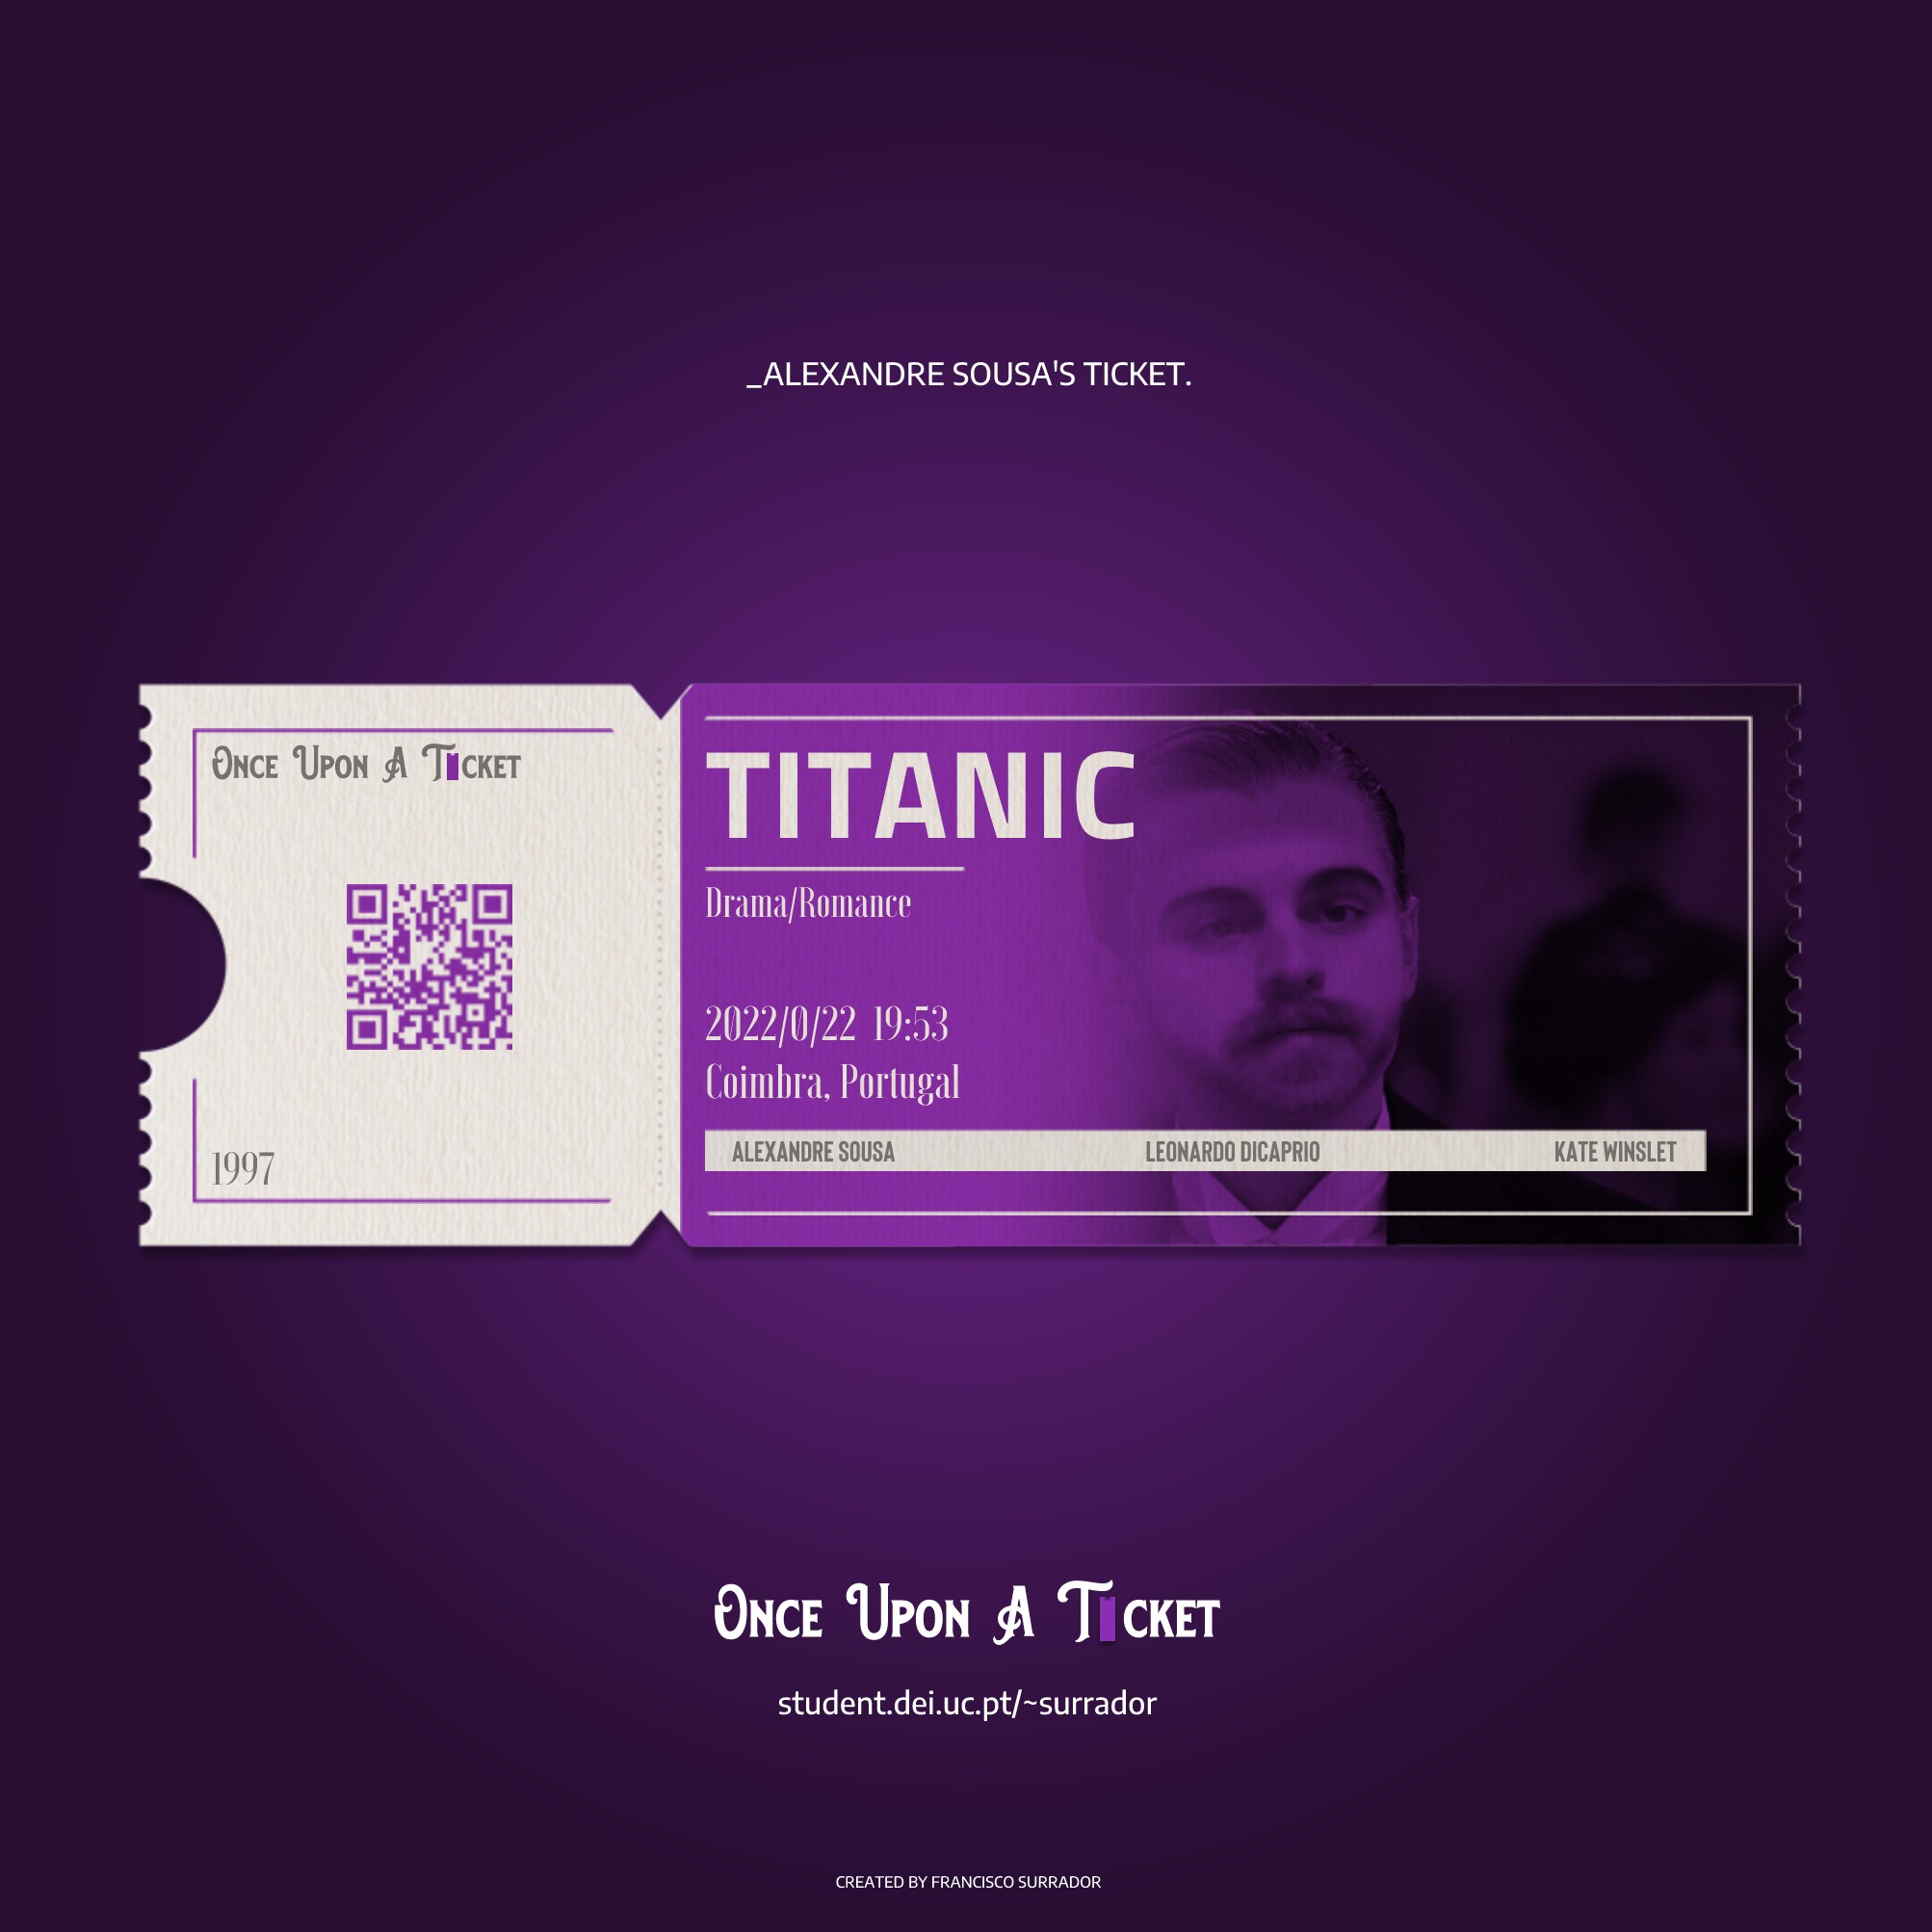 _ALEXANDRE SOUSA'S TICKET.
ONCE UPON A TICKET
1997
TITANIC
Drama/Romance
2022/0/22 19:53
Coimbra, Portugal
ALEXANDRE SOUSA LEONARDO DICAPRIO KATE WINSLET
ONCE UPON A TICKET
student.dei.uc.pt/~surrador
CREATED BY FRANCISCO SURRADOR